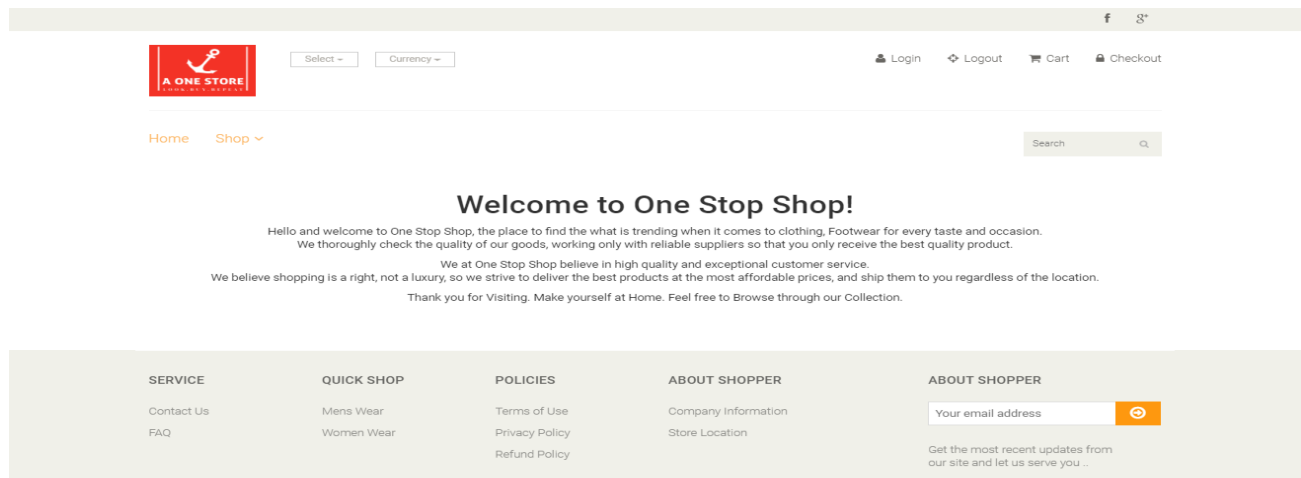 f g+
A ONE STORE
LOOK.BUY.REPEAT
Select
Currency
Login
Logout
Cart
Checkout
Home
Shop
Search
Welcome to One Stop Shop!
Hello and welcome to One Stop Shop, the place to find the what is trending when it comes to clothing, Footwear for every taste and occasion.
We thoroughly check the quality of our goods, working only with reliable suppliers so that you only receive the best quality product.
We at One Stop Shop believe in high quality and exceptional customer service.
We believe shopping is a right, not a luxury, so we strive to deliver the best products at the most affordable prices, and ship them to you regardless of the location.
Thank you for Visiting. Make yourself at Home. Feel free to Browse through our Collection.
SERVICE
Contact Us
FAQ
QUICK SHOP
Mens Wear
Women Wear
POLICIES
Terms of Use
Privacy Policy
Refund Policy
ABOUT SHOPPER
Company Information
Store Location
ABOUT SHOPPER
Your email address
Get the most recent updates from
our site and let us serve you ..